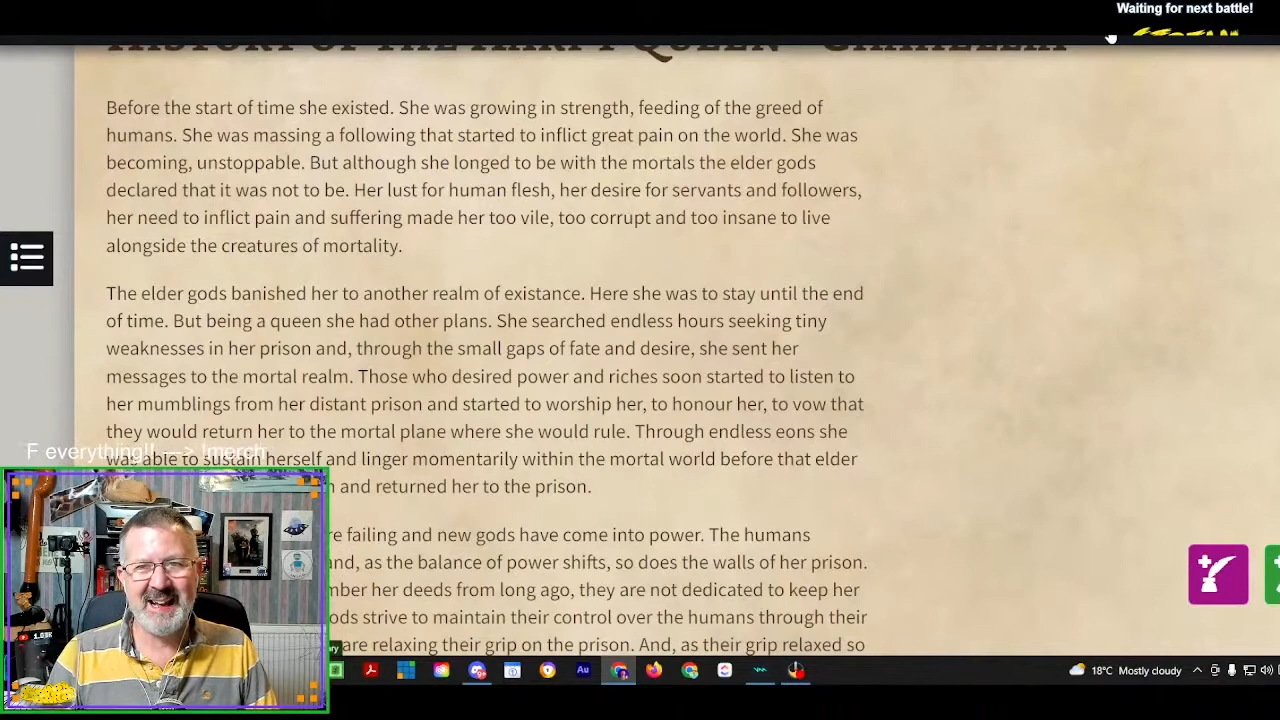 Waiting for next battle!
HISTORY OF THE HARPY QUEEN
Before the start of time she existed. She was growing in strength, feeding of the greed of
humans. She was massing a following that started to inflict great pain on the world. She was
becoming, unstoppable. But although she longed to be with the mortals the elder gods
declared that it was not to be. Her lust for human flesh, her desire for servants and followers,
her need to inflict pain and suffering made her too vile, too corrupt and too insane to live
alongside the creatures of mortality.
The elder gods banished her to another realm of existance. Here she was to stay until the end
of time. But being a queen she had other plans. She searched endless hours seeking tiny
weaknesses in her prison and, through the small gaps of fate and desire, she sent her
messages to the mortal realm. Those who desired power and riches soon started to listen to
her mumblings from her distant prison and started to worship her, to honour her, to vow that
they would return her to the mortal plane where she would rule. Through endless eons she
F everything!! ---> !merch
was able to sustain herself and linger momentarily within the mortal world before that elder
and returned her to the prison.
failing and new gods have come into power. The humans
and, as the balance of power shifts, so does the walls of her prison.
her deeds from long ago, they are not dedicated to keep her
strive to maintain their control over the humans through their
are relaxing their grip on the prison. And, as their grip relaxed so
Au
18°C Mostly cloudy